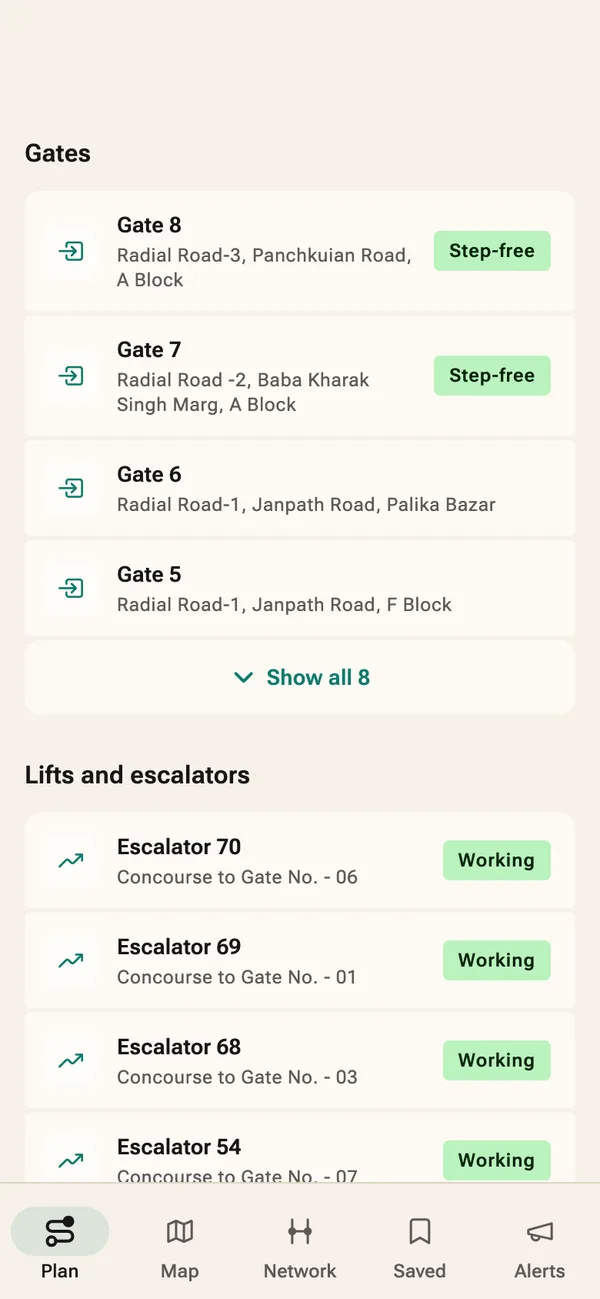 Gates
Gate 8
Radial Road-3, Panchkuian Road,
A Block
Step-free
Gate 7
Radial Road -2, Baba Kharak
Singh Marg, A Block
Step-free
Gate 6
Radial Road-1, Janpath Road, Palika Bazar
Gate 5
Radial Road-1, Janpath Road, F Block
Show all 8
Lifts and escalators
Escalator 70
Concourse to Gate No. - 06
Working
Escalator 69
Concourse to Gate No. - 01
Working
Escalator 68
Concourse to Gate No. - 03
Working
Escalator 54
Concourse to Gate No. - 07
Working
Plan
Map
Network
Saved
Alerts